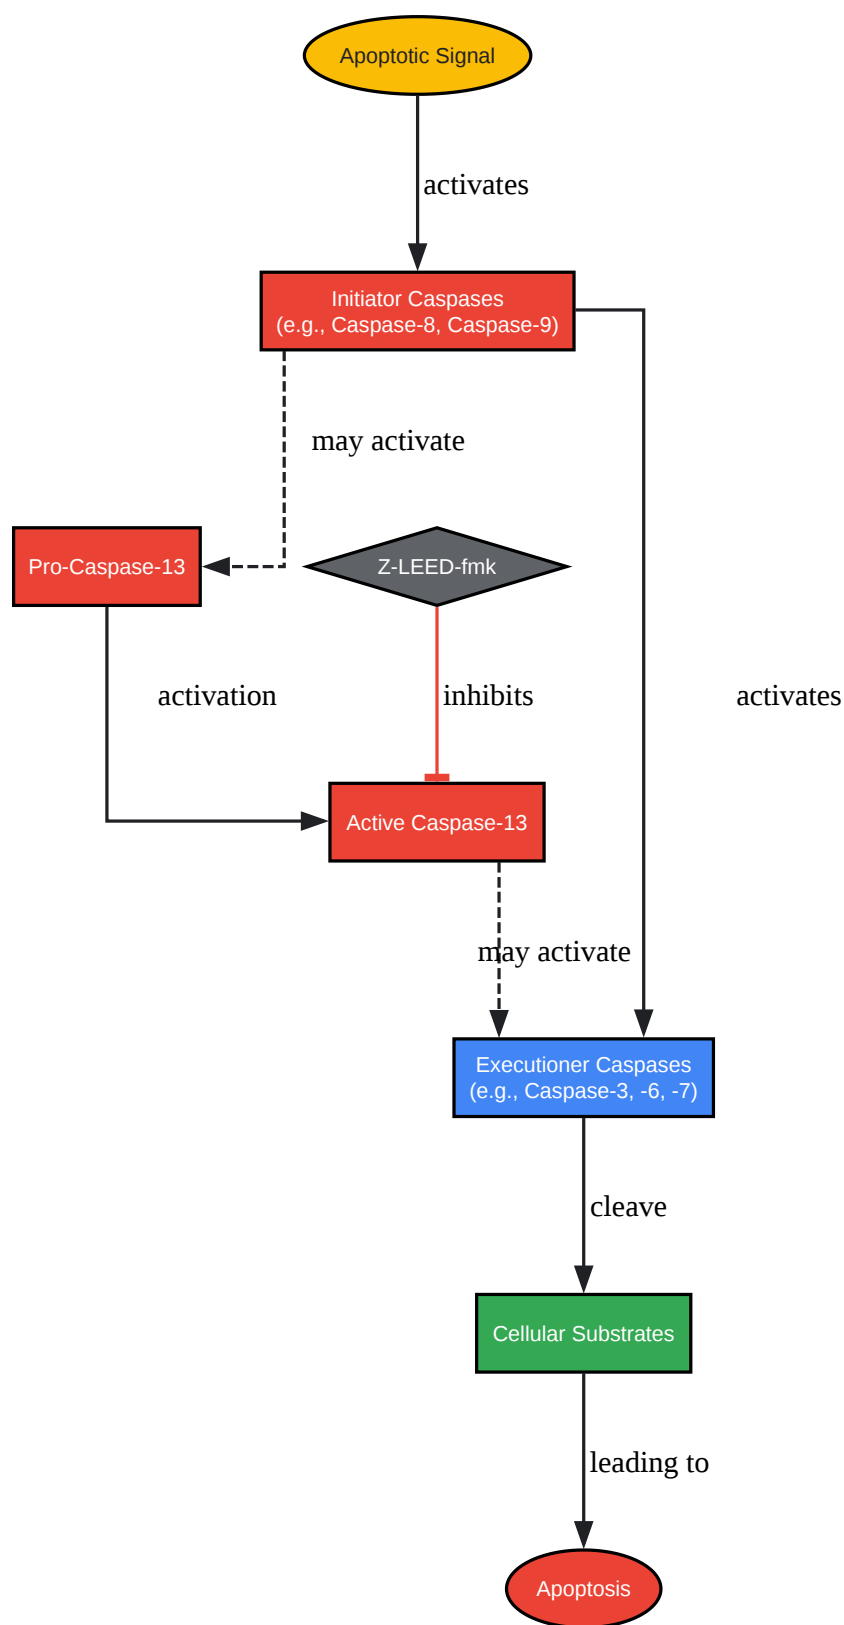 Apoptotic Signal
activates
Initiator Caspases
(e.g., Caspase-8, Caspase-9)
may activate
Pro-Caspase-13
Z-LEED-fmk
activation
inhibits
activates
Active Caspase-13
may activate
Executioner Caspases
(e.g., Caspase-3, -6, -7)
cleave
Cellular Substrates
leading to
Apoptosis